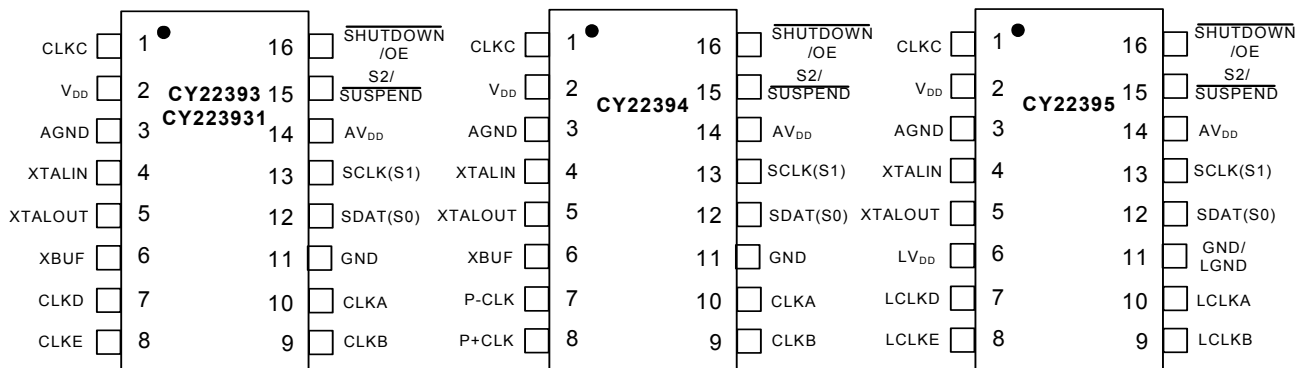 CLKC 1 16 SHUTDOWN /OE
VDD 2 15 S2/ SUSPEND
CY22393
CY223931
AGND 3 14 AVDD
XTALIN 4 13 SCLK(S1)
XTALOUT 5 12 SDAT(S0)
XBUF 6 11 GND
CLKD 7 10 CLKA
CLKE 8 9 CLKB
CLKC 1 16 SHUTDOWN /OE
VDD 2 15 S2/ SUSPEND
CY22394
AGND 3 14 AVDD
XTALIN 4 13 SCLK(S1)
XTALOUT 5 12 SDAT(S0)
XBUF 6 11 GND
P-CLK 7 10 CLKA
P+CLK 8 9 CLKB
CLKC 1 16 SHUTDOWN /OE
VDD 2 15 S2/ SUSPEND
CY22395
AGND 3 14 AVDD
XTALIN 4 13 SCLK(S1)
XTALOUT 5 12 SDAT(S0)
LVDD 6 11 GND/ LGND
LCLKD 7 10 LCLKA
LCLKE 8 9 LCLKB